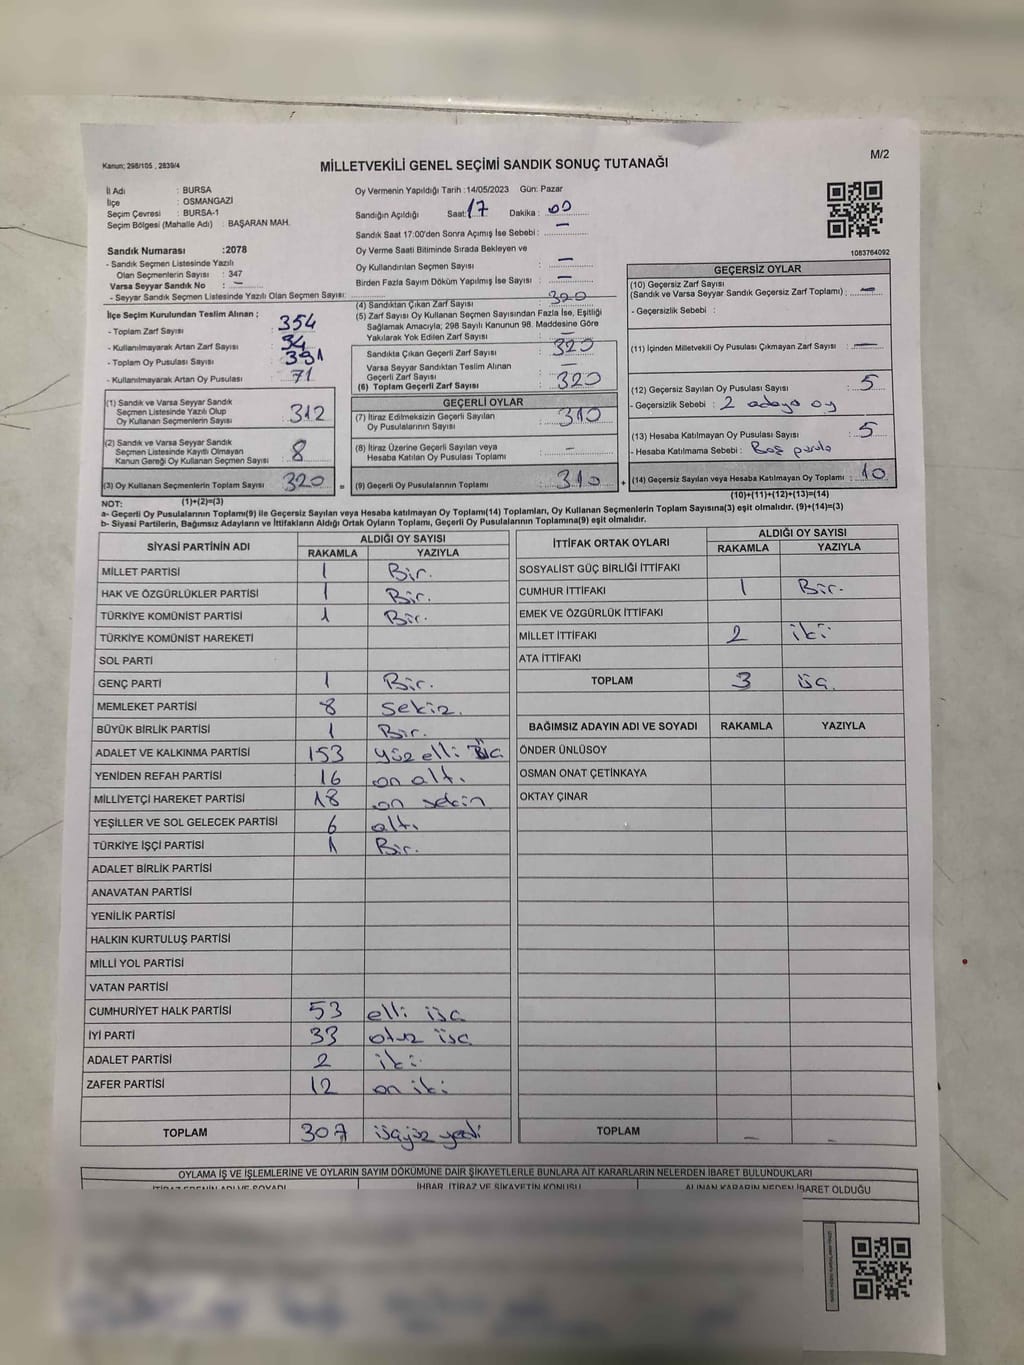 Kanun; 298/105 , 2839/4
MİLLETVEKİLİ GENEL SEÇİMİ SANDIK SONUÇ TUTANAĞI
M/2
İl Adı : BURSA
İlçe : OSMANGAZİ
Seçim Çevresi : BURSA-1
Seçim Bölgesi (Mahalle Adı) : BAŞARAN MAH.
Oy Vermenin Yapıldığı Tarih :14/05/2023 Gün: Pazar
Sandığın Açıldığı Saat: 17 Dakika : 00
Sandık Saat 17:00'den Sonra Açımış İse Sebebi : –
Oy Verme Saati Bitiminde Sırada Bekleyen ve
Oy Kullandırılan Seçmen Sayısı : –
Birden Fazla Sayım Döküm Yapılmış İse Sayısı : –
1083764092
Sandık Numarası :2078
- Sandık Seçmen Listesinde Yazılı
Olan Seçmenlerin Sayısı : 347
Varsa Seyyar Sandık No : –
- Seyyar Sandık Seçmen Listesinde Yazılı Olan Seçmen Sayısı:
İlçe Seçim Kurulundan Teslim Alınan ;
- Toplam Zarf Sayısı : 354
- Kullanılmayarak Artan Zarf Sayısı : 34
- Toplam Oy Pusulası Sayısı : 391
- Kullanılmayarak Artan Oy Pusulası : 71
(1) Sandık ve Varsa Seyyar Sandık
Seçmen Listesinde Yazılı Olup
Oy Kullanan Seçmenlerin Sayısı : 312
(2) Sandık ve Varsa Seyyar Sandık
Seçmen Listesinde Kayıtlı Olmayan
Kanun Gereği Oy Kullanan Seçmen Sayısı : 8
(3) Oy Kullanan Seçmenlerin Toplam Sayısı : 320 =
(1)+(2)=(3)
(4) Sandıktan Çıkan Zarf Sayısı : 320
(5) Zarf Sayısı Oy Kullanan Seçmen Sayısından Fazla İse, Eşitliği
Sağlamak Amacıyla; 298 Sayılı Kanunun 98. Maddesine Göre
Yakılarak Yok Edilen Zarf Sayısı :
Sandıkta Çıkan Geçerli Zarf Sayısı : 320
Varsa Seyyar Sandıktan Teslim Alınan
Geçerli Zarf Sayısı : –
(6) Toplam Geçerli Zarf Sayısı : 320
GEÇERLİ OYLAR
(7) İtiraz Edilmeksizin Geçerli Sayılan
Oy Pusulalarının Sayısı : 310
(8) İtiraz Üzerine Geçerli Sayılan veya
Hesaba Katılan Oy Pusulası Toplamı : –
(9) Geçerli Oy Pusulalarının Toplamı : 310 +
GEÇERSİZ OYLAR
(10) Geçersiz Zarf Sayısı
(Sandık ve Varsa Seyyar Sandık Geçersiz Zarf Toplamı) : –
- Geçersizlik Sebebi :
(11) İçinden Milletvekili Oy Pusulası Çıkmayan Zarf Sayısı : –
(12) Geçersiz Sayılan Oy Pusulası Sayısı : 5
- Geçersizlik Sebebi : 2 adaya oy
(13) Hesaba Katılmayan Oy Pusulası Sayısı : 5
- Hesaba Katılmama Sebebi : Boş
(14) Geçersiz Sayılan veya Hesaba Katılmayan Oy Toplamı : 10
(10)+(11)+(12)+(13)=(14)
NOT:
a- Geçerli Oy Pusulalarının Toplamı(9) ile Geçersiz Sayılan veya Hesaba katılmayan Oy Toplamı(14) Toplamları, Oy Kullanan Seçmenlerin Toplam Sayısına(3) eşit olmalıdır. (9)+(14)=(3)
b- Siyasi Partilerin, Bağımsız Adayların ve İttifakların Aldığı Ortak Oyların Toplamı, Geçerli Oy Pusulalarının Toplamına(9) eşit olmalıdır.
SİYASİ PARTİNİN ADI ALDIĞI OY SAYISI
RAKAMLA YAZIYLA
MİLLET PARTİSİ 1 Bir.
HAK VE ÖZGÜRLÜKLER PARTİSİ 1 Bir.
TÜRKİYE KOMÜNİST PARTİSİ 1 Bir.
TÜRKİYE KOMÜNİST HAREKETİ
SOL PARTİ
GENÇ PARTİ 1 Bir.
MEMLEKET PARTİSİ 8 sekiz.
BÜYÜK BİRLİK PARTİSİ 1 Bir.
ADALET VE KALKINMA PARTİSİ 153 yüz elli üç
YENİDEN REFAH PARTİSİ 16 on altı
MİLLİYETÇİ HAREKET PARTİSİ 18 on sekiz
YEŞİLLER VE SOL GELECEK PARTİSİ 6 altı
TÜRKİYE İŞÇİ PARTİSİ 1 Bir.
ADALET BİRLİK PARTİSİ
ANAVATAN PARTİSİ
YENİLİK PARTİSİ
HALKIN KURTULUŞ PARTİSİ
MİLLİ YOL PARTİSİ
VATAN PARTİSİ
CUMHURİYET HALK PARTİSİ 53 elli üç
İYİ PARTİ 33 otuz üç
ADALET PARTİSİ 2 iki
ZAFER PARTİSİ 12 on iki
TOPLAM 307 üçyüz yedi
İTTİFAK ORTAK OYLARI ALDIĞI OY SAYISI
RAKAMLA YAZIYLA
SOSYALİST GÜÇ BİRLİĞİ İTTİFAKI
CUMHUR İTTİFAKI 1 Bir.
EMEK VE ÖZGÜRLÜK İTTİFAKI
MİLLET İTTİFAKI 2 iki
ATA İTTİFAKI
TOPLAM 3 üç.
BAĞIMSIZ ADAYIN ADI VE SOYADI RAKAMLA YAZIYLA
ÖNDER ÜNLÜSOY
OSMAN ONAT ÇETİNKAYA
OKTAY ÇINAR
TOPLAM – –
OYLAMA İŞ VE İŞLEMLERİNE VE OYLARIN SAYIM DÖKÜMÜNE DAİR ŞİKAYETLERLE BUNLARA AİT KARARLARIN NELERDEN İBARET BULUNDUKLARI
İTİRAZ EDENİN ADI VE SOYADI İHBAR, İTİRAZ VE ŞİKAYETİN KONUSU ALINAN KARARIN NEDEN İBARET OLDUĞU